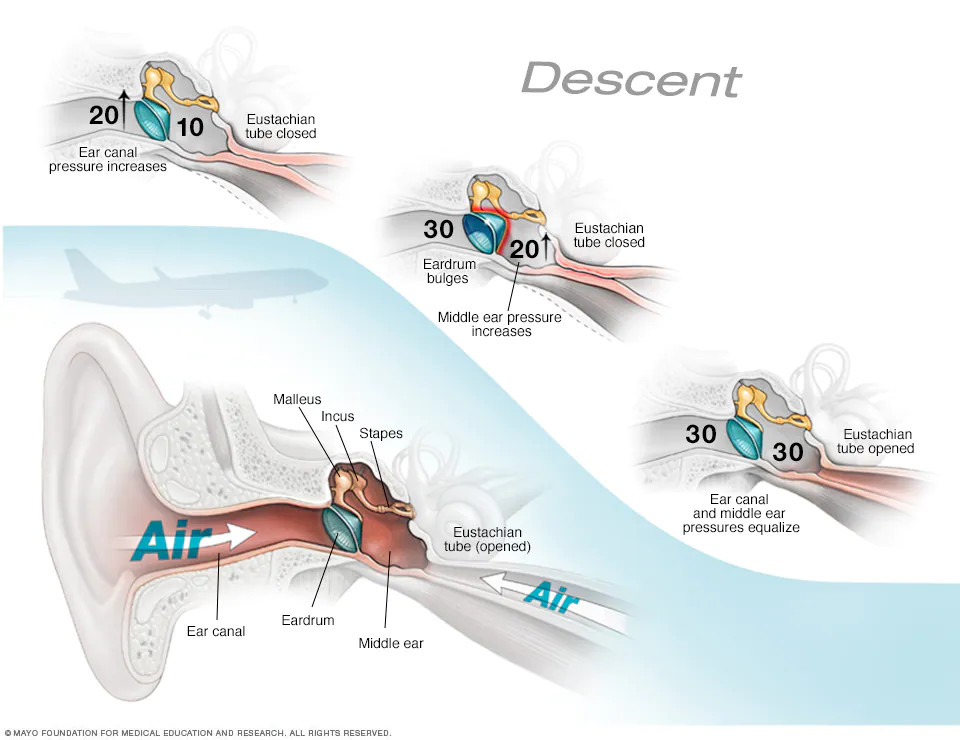 Descent
20
10
Eustachian
tube closed
Ear canal
pressure increases
30
20
Eustachian
tube closed
Eardrum
bulges
Middle ear pressure
increases
Malleus
Incus
Stapes
30
30
Eustachian
tube opened
Ear canal
and middle ear
pressures equalize
Air
Eustachian
tube (opened)
Air
Ear canal
Eardrum
Middle ear
© MAYO FOUNDATION FOR MEDICAL EDUCATION AND RESEARCH. ALL RIGHTS RESERVED.